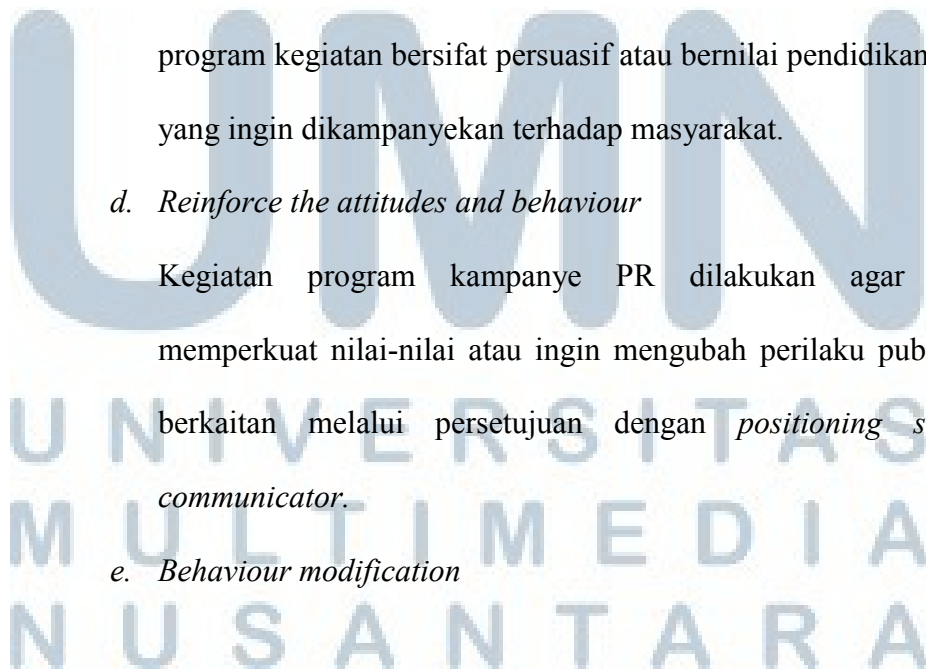 UMN
program kegiatan bersifat persuasif atau bernilai pendidikan
yang ingin dikampanyekan terhadap masyarakat.
d. Reinforce the attitudes and behaviour
Kegiatan program kampanye PR dilakukan agar
memperkuat nilai-nilai atau ingin mengubah perilaku
berkaitan melalui persetujuan dengan positioning
communicator.
e. Behaviour modification
UNIVERSITAS
MULTIMEDIA
NUSANTARA